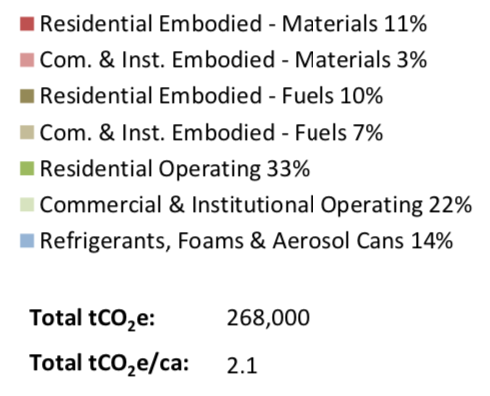 Residential Embodied - Materials 11%
Com. & Inst. Embodied - Materials 3%
Residential Embodied - Fuels 10%
Com. & Inst. Embodied - Fuels 7%
Residential Operating 33%
Commercial & Institutional Operating 22%
Refrigerants, Foams & Aerosol Cans 14%
Total tCO₂e: 268,000
Total tCO₂e/ca: 2.1